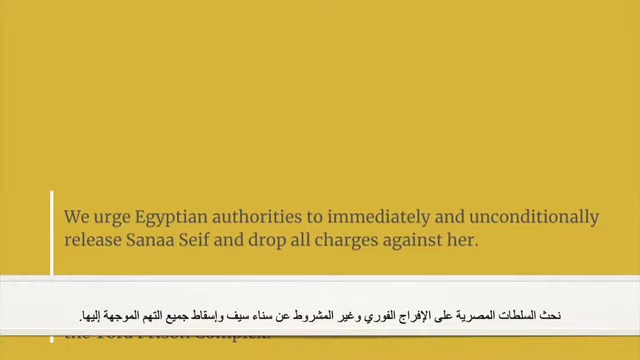 We urge Egyptian authorities to immediately and unconditionally
release Sanaa Seif and drop all charges against her.
نحث السلطات المصرية على الإفراج الفوري وغير المشروط عن سناء سيف وإسقاط جميع التهم الموجهة إليها.